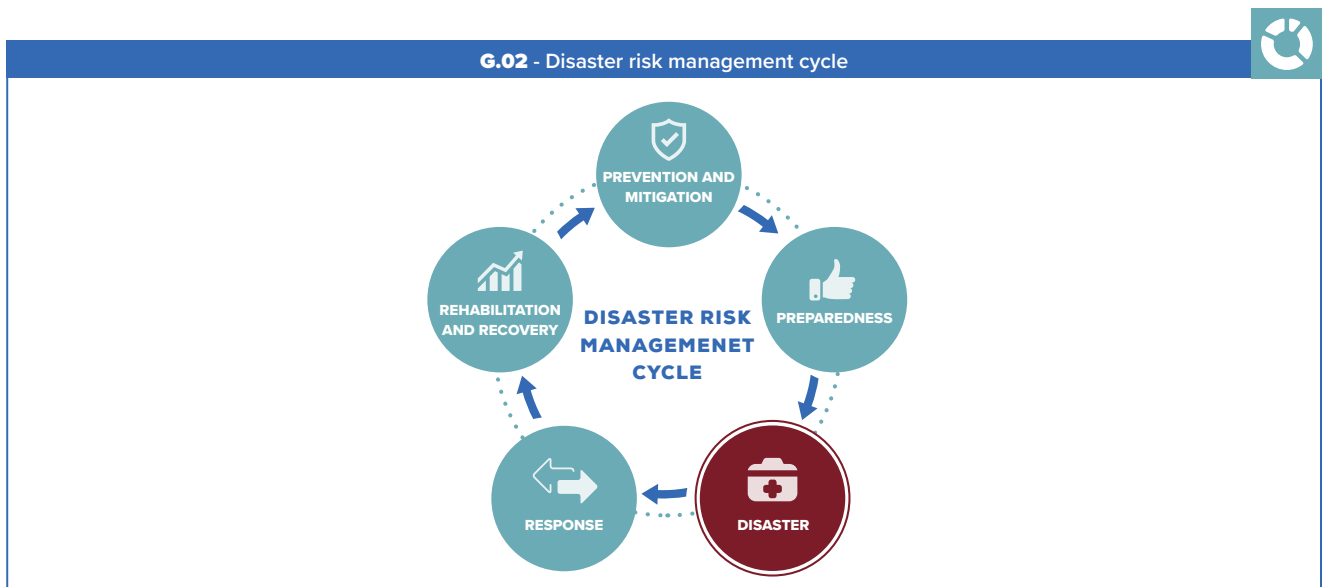 G.02 - Disaster risk management cycle
PREVENTION AND
MITIGATION
PREPAREDNESS
DISASTER
RESPONSE
REHABILITATION
AND RECOVERY
DISASTER RISK
MANAGEMENET
CYCLE